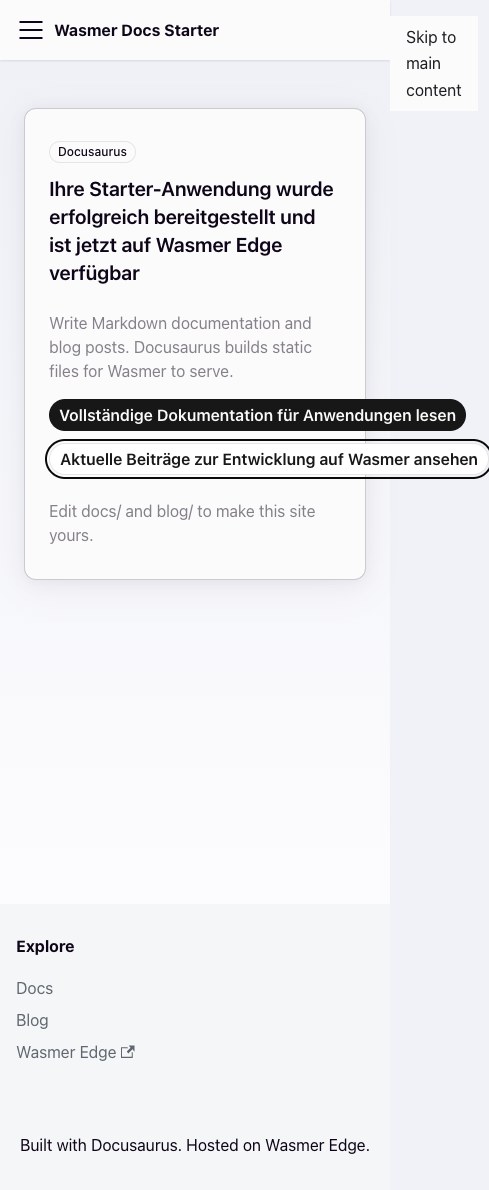 Wasmer Docs Starter
Skip to
main
content
Docusaurus
Ihre Starter-Anwendung wurde
erfolgreich bereitgestellt und
ist jetzt auf Wasmer Edge
verfügbar
Write Markdown documentation and
blog posts. Docusaurus builds static
files for Wasmer to serve.
Vollständige Dokumentation für Anwendungen lesen
Aktuelle Beiträge zur Entwicklung auf Wasmer ansehen
Edit docs/ and blog/ to make this site
yours.
Explore
Docs
Blog
Wasmer Edge
Built with Docusaurus. Hosted on Wasmer Edge.